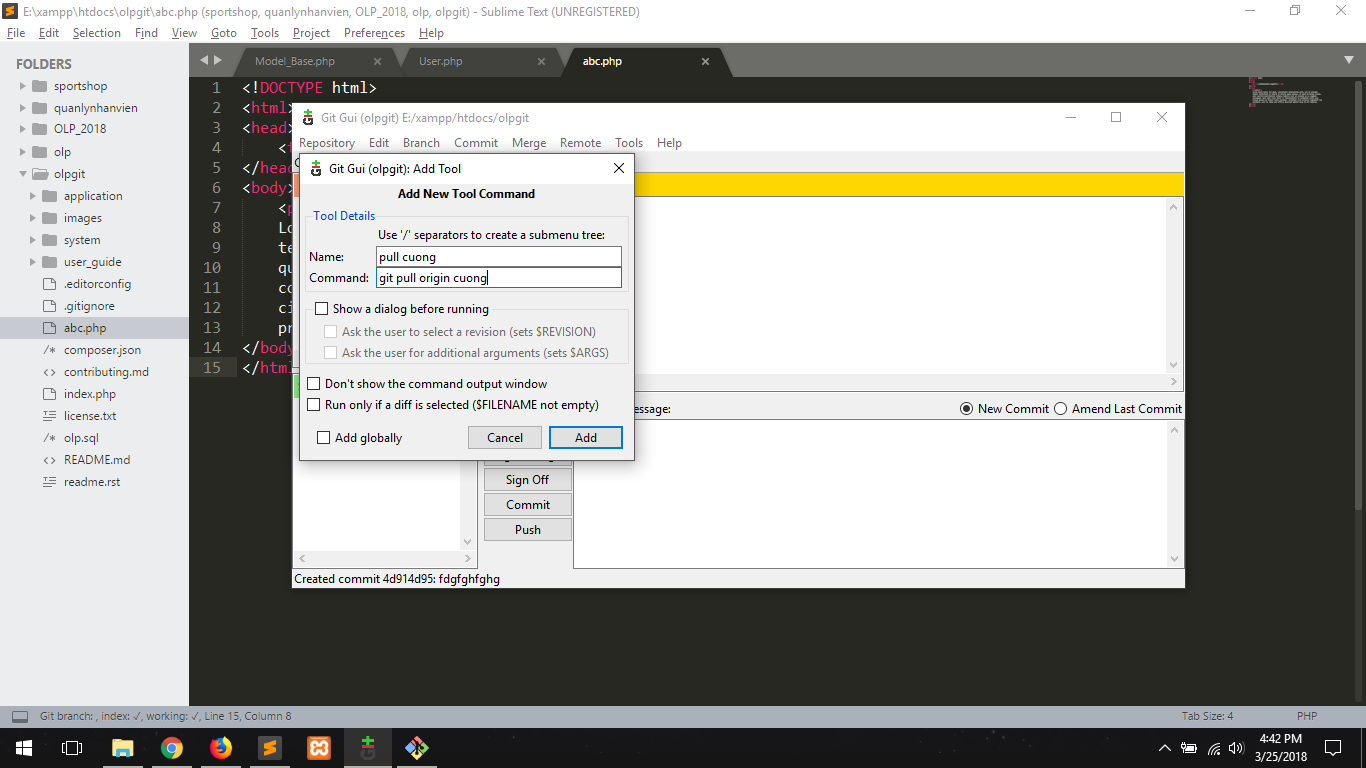 E:\xampp\htdocs\olpgit\abc.php (sportshop, quanlynhanvien, OLP_2018, olp, olpgit) - Sublime Text (UNREGISTERED)
File Edit Selection Find View Goto Tools Project Preferences Help
FOLDERS
sportshop
quanlynhanvien
OLP_2018
olp
olpgit
application
images
system
user_guide
.editorconfig
.gitignore
abc.php
composer.json
contributing.md
index.php
license.txt
olp.sql
README.md
readme.rst
Model_Base.php
User.php
abc.php
1 <!DOCTYPE html>
2 <html>
3 <head>
4 <t
5 </head
6 <body>
7 <p
8 Lo
9 te
10 qu
11 co
12 ci
13 pr
14 </body
15 </html
Git Gui (olpgit) E:/xampp/htdocs/olpgit
Repository Edit Branch Commit Merge Remote Tools Help
Git Gui (olpgit): Add Tool
Add New Tool Command
Tool Details
Use '/' separators to create a submenu tree:
Name: pull cuong
Command: git pull origin cuong
Show a dialog before running
Ask the user to select a revision (sets $REVISION)
Ask the user for additional arguments (sets $ARGS)
Don't show the command output window
Run only if a diff is selected ($FILENAME not empty)
Add globally
Cancel
Add
essage:
New Commit
Amend Last Commit
Sign Off
Commit
Push
Created commit 4d914d95: fdgfghfghg
Git branch: , index: ✓, working: ✓, Line 15, Column 8
Tab Size: 4
PHP
4:42 PM
3/25/2018